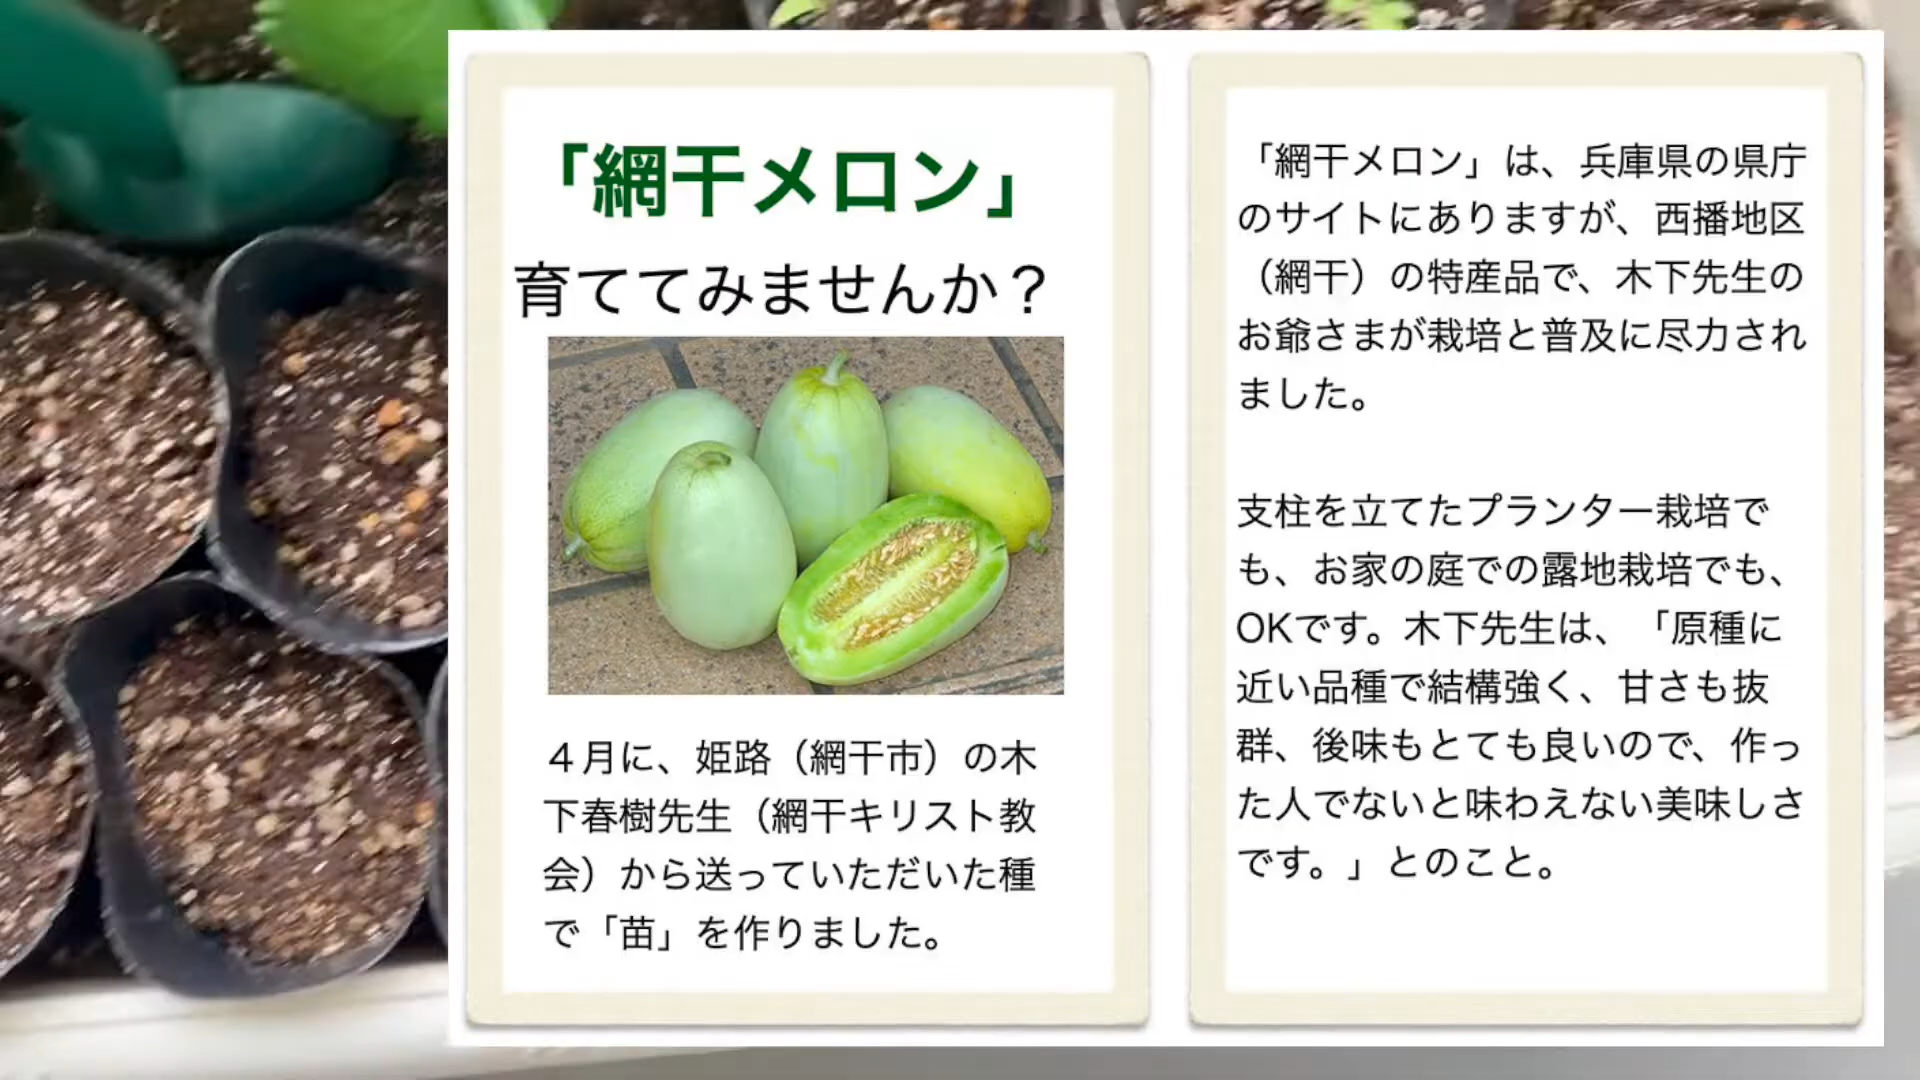 「網干メロン」
育ててみませんか？
４月に、姫路（網干市）の木
下春樹先生（網干キリスト教
会）から送っていただいた種
で「苗」を作りました。
「網干メロン」は、兵庫県の県庁
のサイトにありますが、西播地区
（網干）の特産品で、木下先生の
お爺さまが栽培と普及に尽力され
ました。
支柱を立てたプランター栽培で
も、お家の庭での露地栽培でも、
OKです。木下先生は、「原種に
近い品種で結構強く、甘さも抜
群、後味もとても良いので、作っ
た人でないと味わえない美味しさ
です。」とのこと。